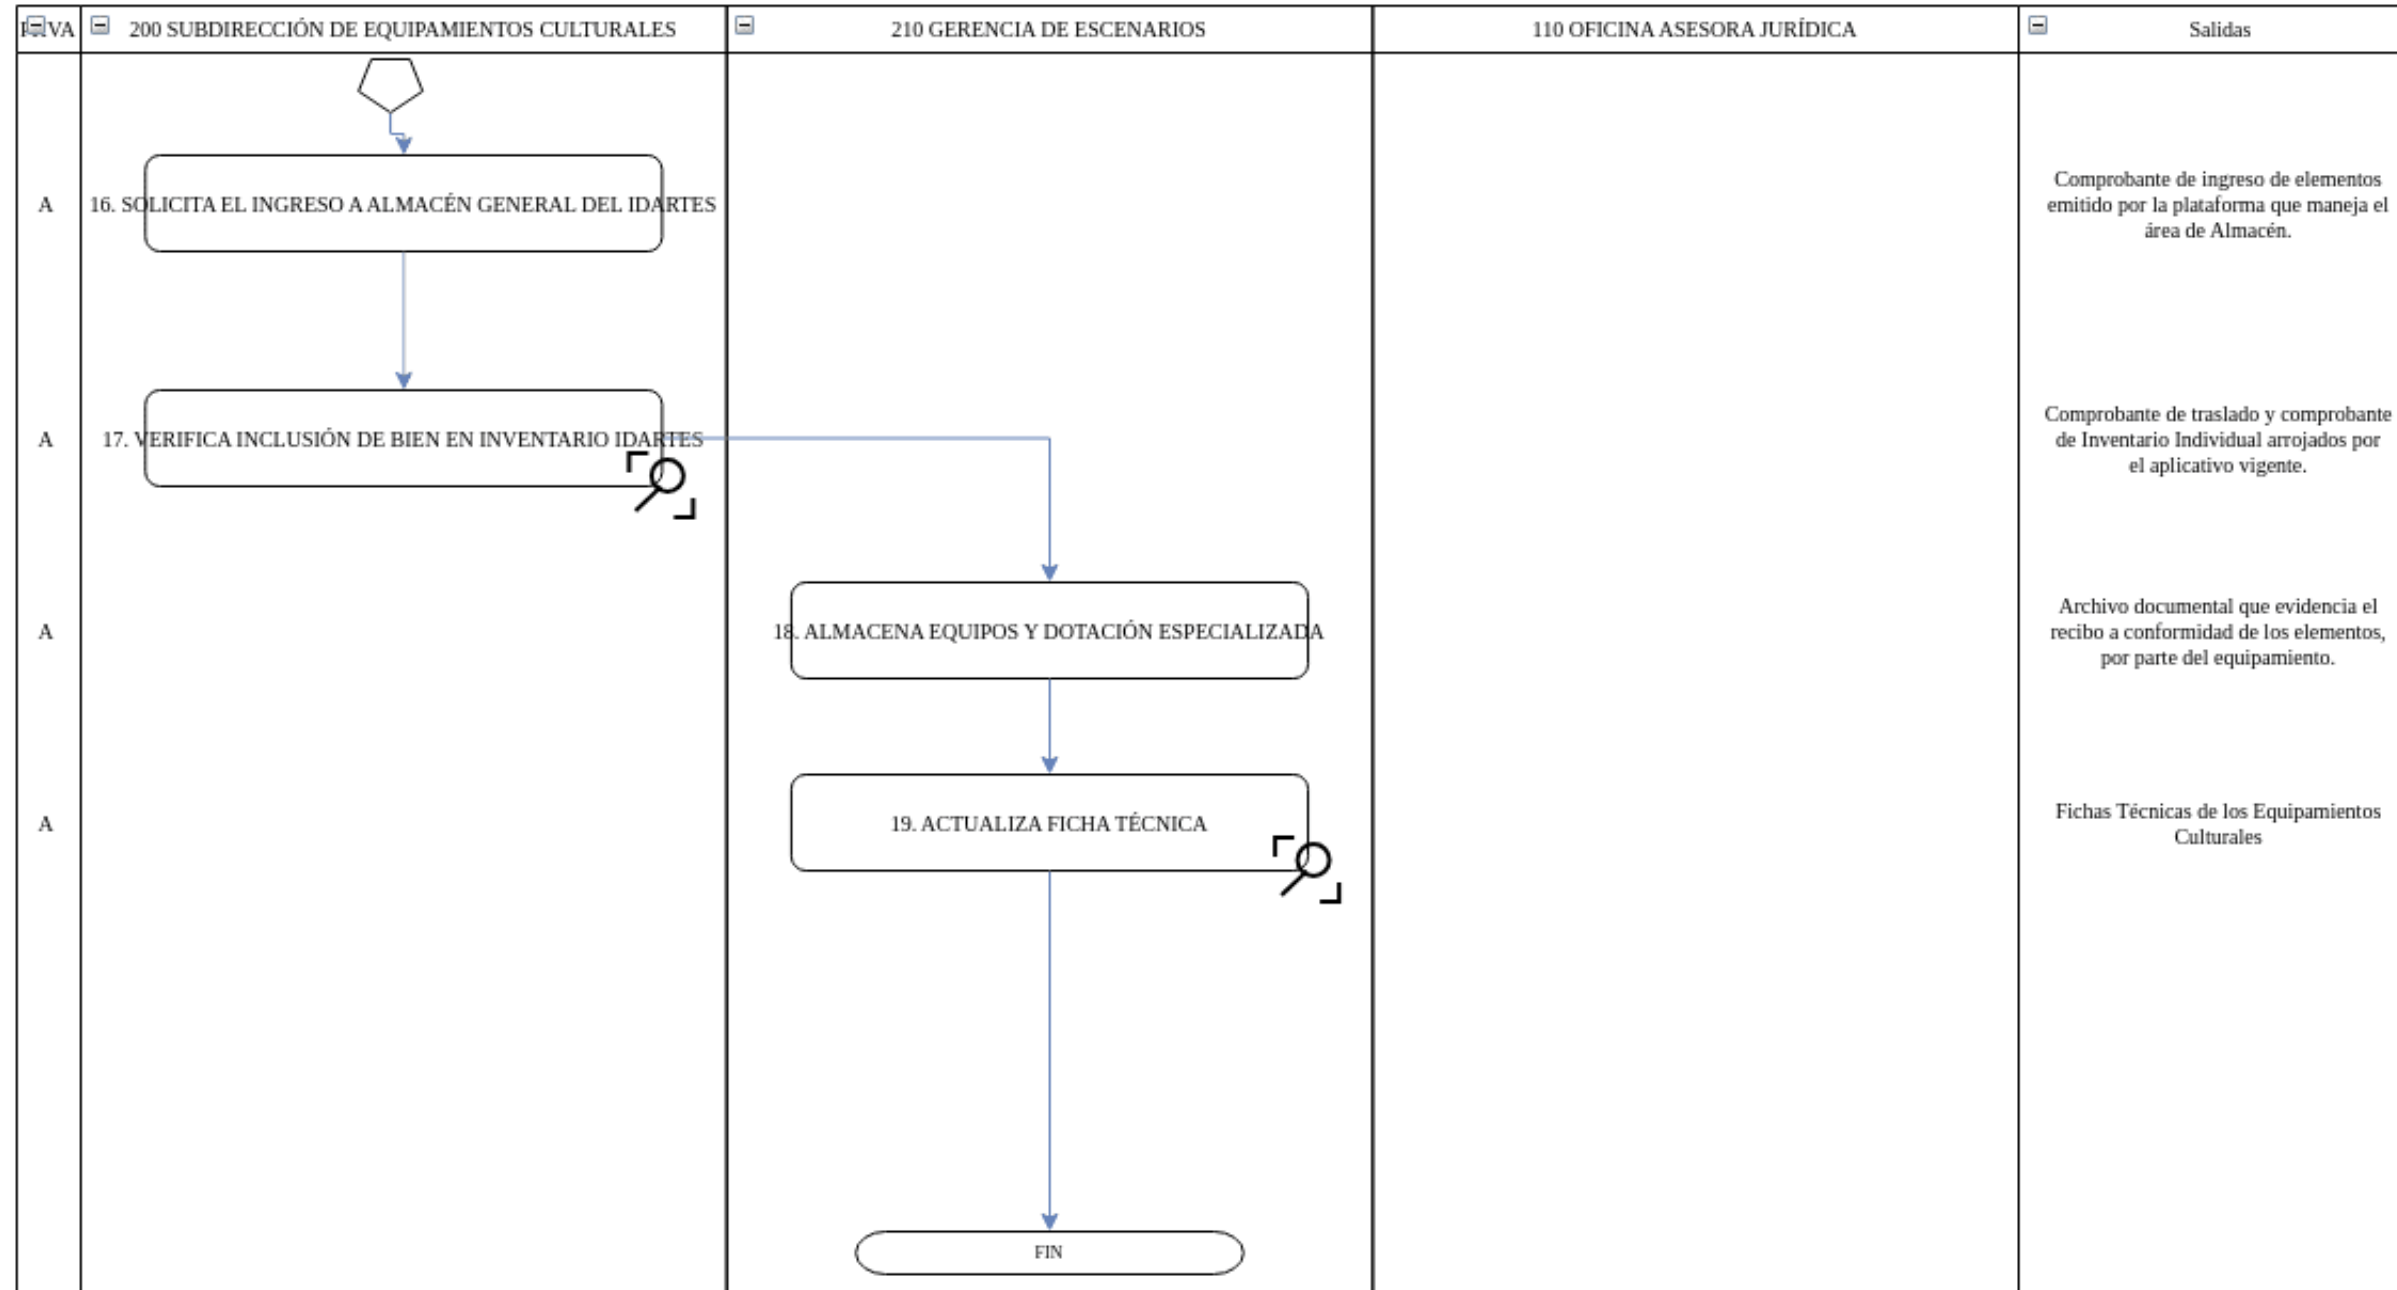 VA
200 SUBDIRECCIÓN DE EQUIPAMIENTOS CULTURALES
210 GERENCIA DE ESCENARIOS
110 OFICINA ASESORA JURÍDICA
Salidas
A
16. SOLICITA EL INGRESO A ALMACÉN GENERAL DEL IDARTES
Comprobante de ingreso de elementos
emitido por la plataforma que maneja el
área de Almacén.
A
17. VERIFICA INCLUSIÓN DE BIEN EN INVENTARIO IDARTES
Comprobante de traslado y comprobante
de Inventario Individual arrojados por
el aplicativo vigente.
A
18. ALMACENA EQUIPOS Y DOTACIÓN ESPECIALIZADA
Archivo documental que evidencia el
recibo a conformidad de los elementos,
por parte del equipamiento.
A
19. ACTUALIZA FICHA TÉCNICA
Fichas Técnicas de los Equipamientos
Culturales
FIN